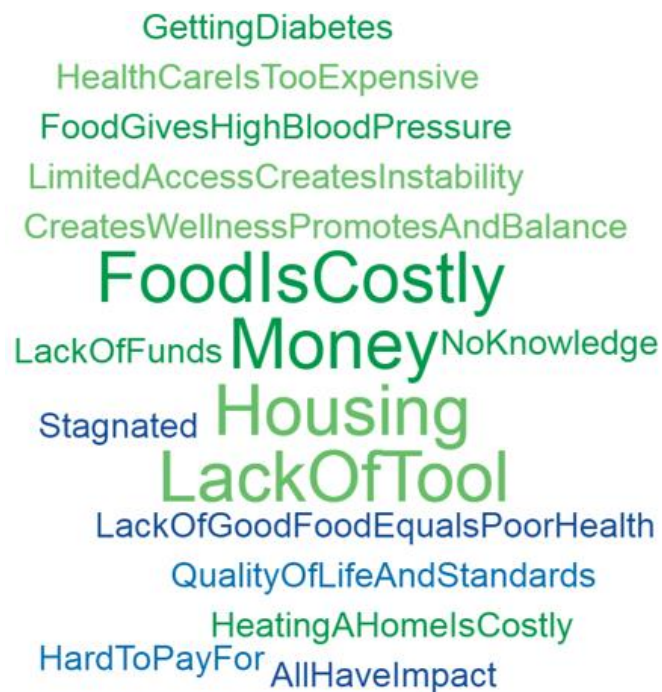 GettingDiabetes
HealthCareIsTooExpensive
FoodGivesHighBloodPressure
LimitedAccessCreatesInstability
CreatesWellnessPromotesAndBalance
FoodIsCostly
LackOfFunds Money NoKnowledge
Stagnated Housing
LackOfTool
LackOfGoodFoodEqualsPoorHealth
QualityOfLifeAndStandards
HeatingAHomeIsCostly
HardToPayFor AllHaveImpact